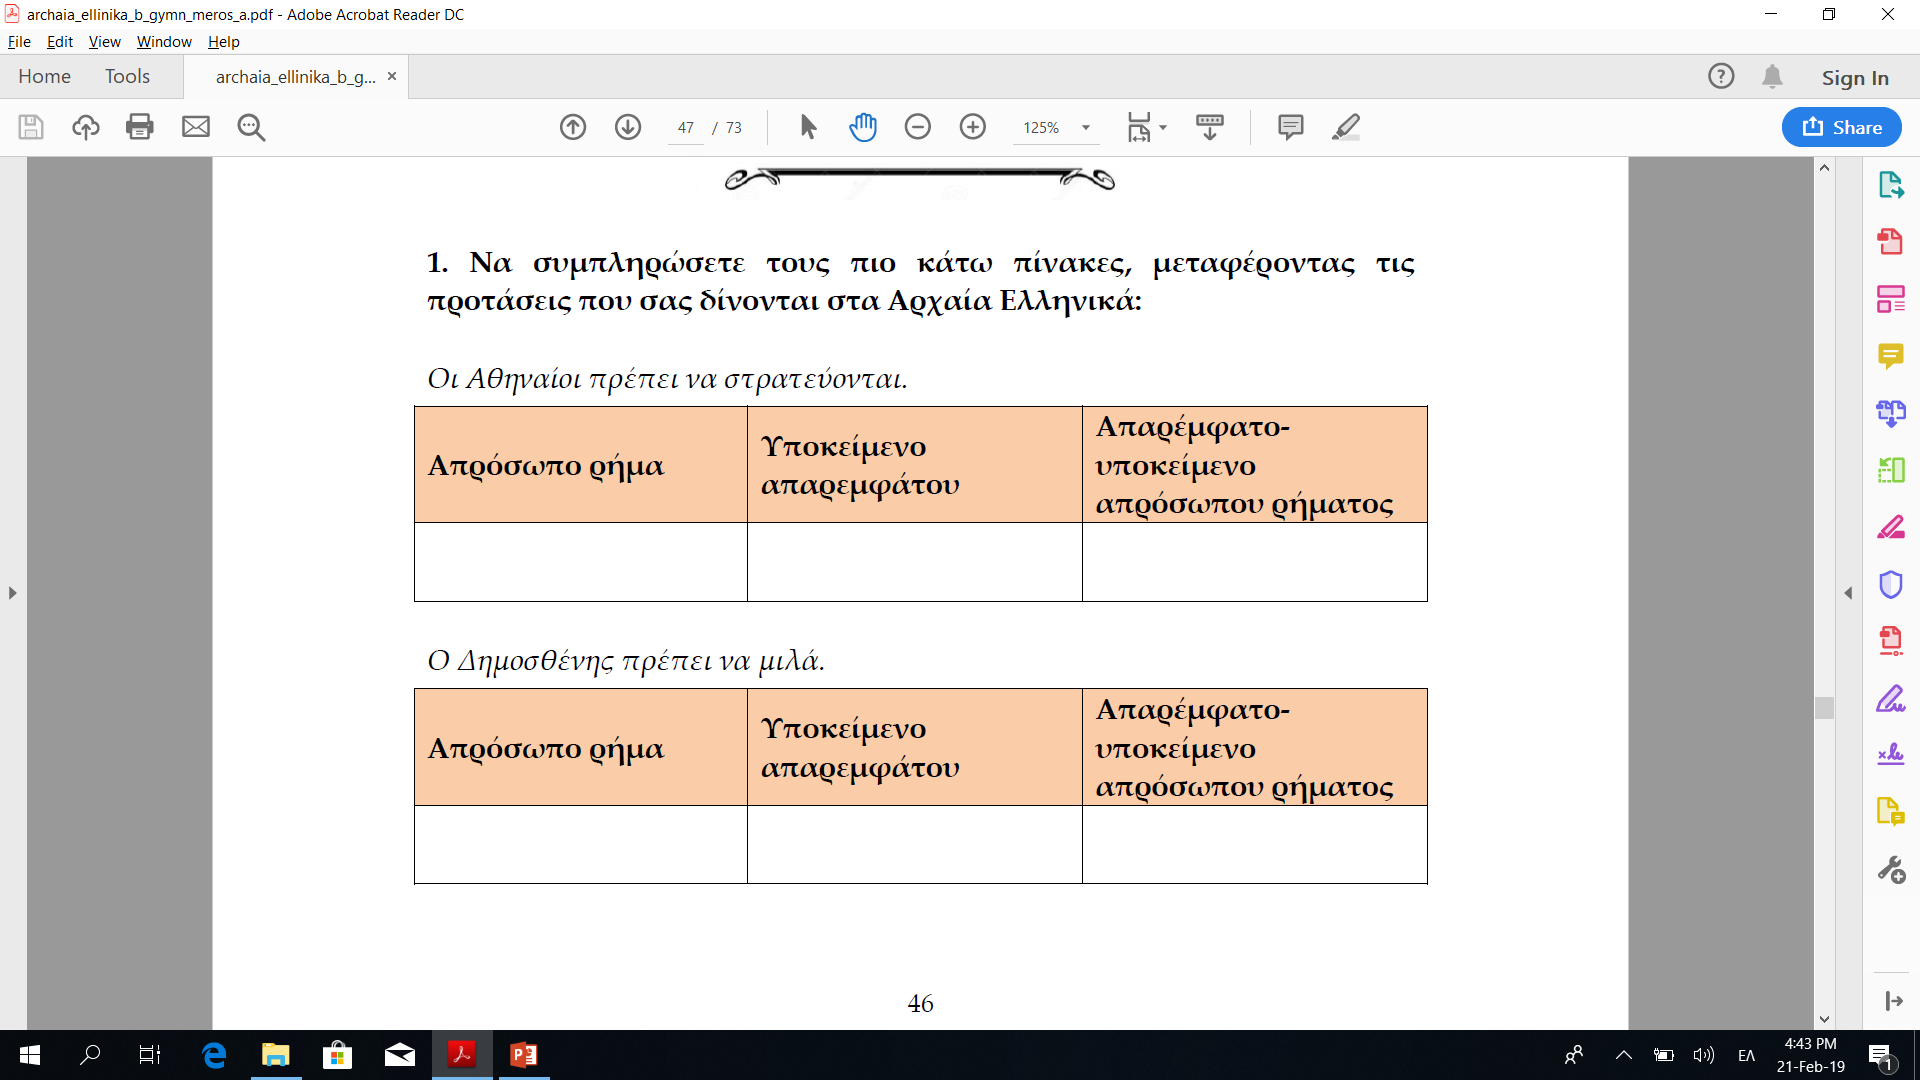 archaia_ellinika_b_gymn_meros_a.pdf - Adobe Acrobat Reader DC
File Edit View Window Help
Home Tools archaia_ellinika_b_g... × Sign In
47 / 73 125% Share
1. Να συμπληρώσετε τους πιο κάτω πίνακες, μεταφέροντας τις
προτάσεις που σας δίνονται στα Αρχαία Ελληνικά:
Οι Αθηναίοι πρέπει να στρατεύονται.
Απρόσωπο ρήμα
Υποκείμενο
απαρεμφάτου
Απαρέμφατο-
υποκείμενο
απρόσωπου ρήματος
Ο Δημοσθένης πρέπει να μιλά.
Απρόσωπο ρήμα
Υποκείμενο
απαρεμφάτου
Απαρέμφατο-
υποκείμενο
απρόσωπου ρήματος
46
ΕΛ
4:43 PM
21-Feb-19
1